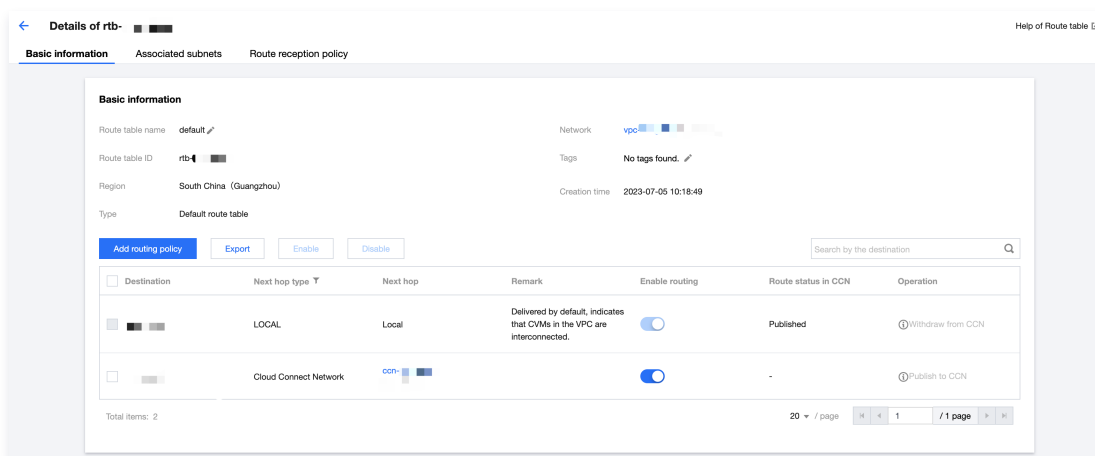 Details of rtb-
Help of Route table
Basic information Associated subnets Route reception policy
Basic information
Route table name default
Network vpc-
Route table ID rtb-
Tags No tags found.
Region South China（Guangzhou）
Creation time 2023-07-05 10:18:49
Type Default route table
Add routing policy Export Enable Disable Search by the destination
Destination Next hop type Next hop Remark Enable routing Route status in CCN Operation
LOCAL Local Delivered by default, indicates
that CVMs in the VPC are
interconnected. Published Withdraw from CCN
Cloud Connect Network ccn- - Publish to CCN
Total items: 2 20 / page 1 / 1 page